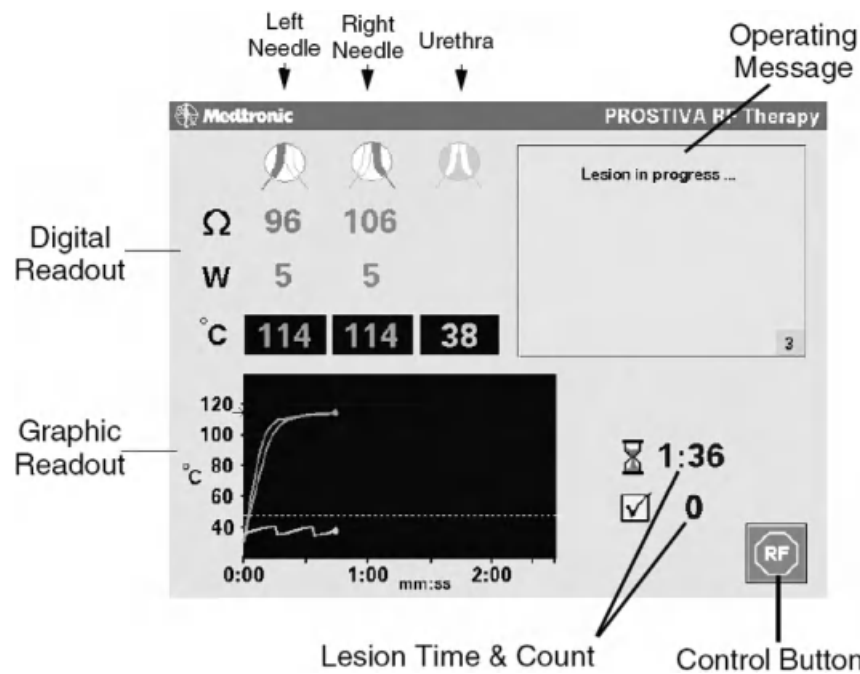 Left
Needle
Right
Needle
Urethra
Operating
Message
Medtronic
PROSTIVA RF Therapy
Lesion in progress ...
Digital
Readout
Ω 96 106
W 5 5
°C 114 114 38
3
Graphic
Readout
°C
120
100
80
60
40
0:00 1:00 mm:ss 2:00
1:36
0
RF
Lesion Time & Count
Control Button